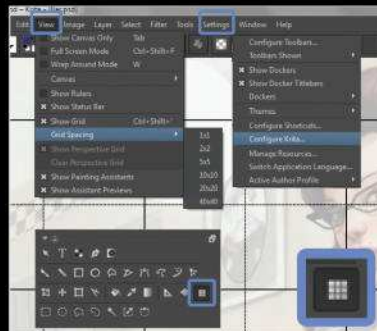 Edit View Image Layer Select Filter Tools Settings Window Help
Show Canvas Only Tab
Full Screen Mode Ctrl+Shift+F
Wrap Around Mode W
Canvas
Show Rulers
Show Status Bar
Show Grid Ctrl+Shift+'
Grid Spacing
Show Perspective Grid
Clear Perspective Grid
Show Painting Assistants
Show Assistant Previews
1x1
2x2
5x5
10x20
20x20
40x40
Configure Toolbars...
Toolbars Shown
Show Dockers
Show Docker Titlebars
Dockers
Themes
Configure Shortcuts...
Configure Krita...
Manage Resources...
Switch Application Language...
Active Author Profile